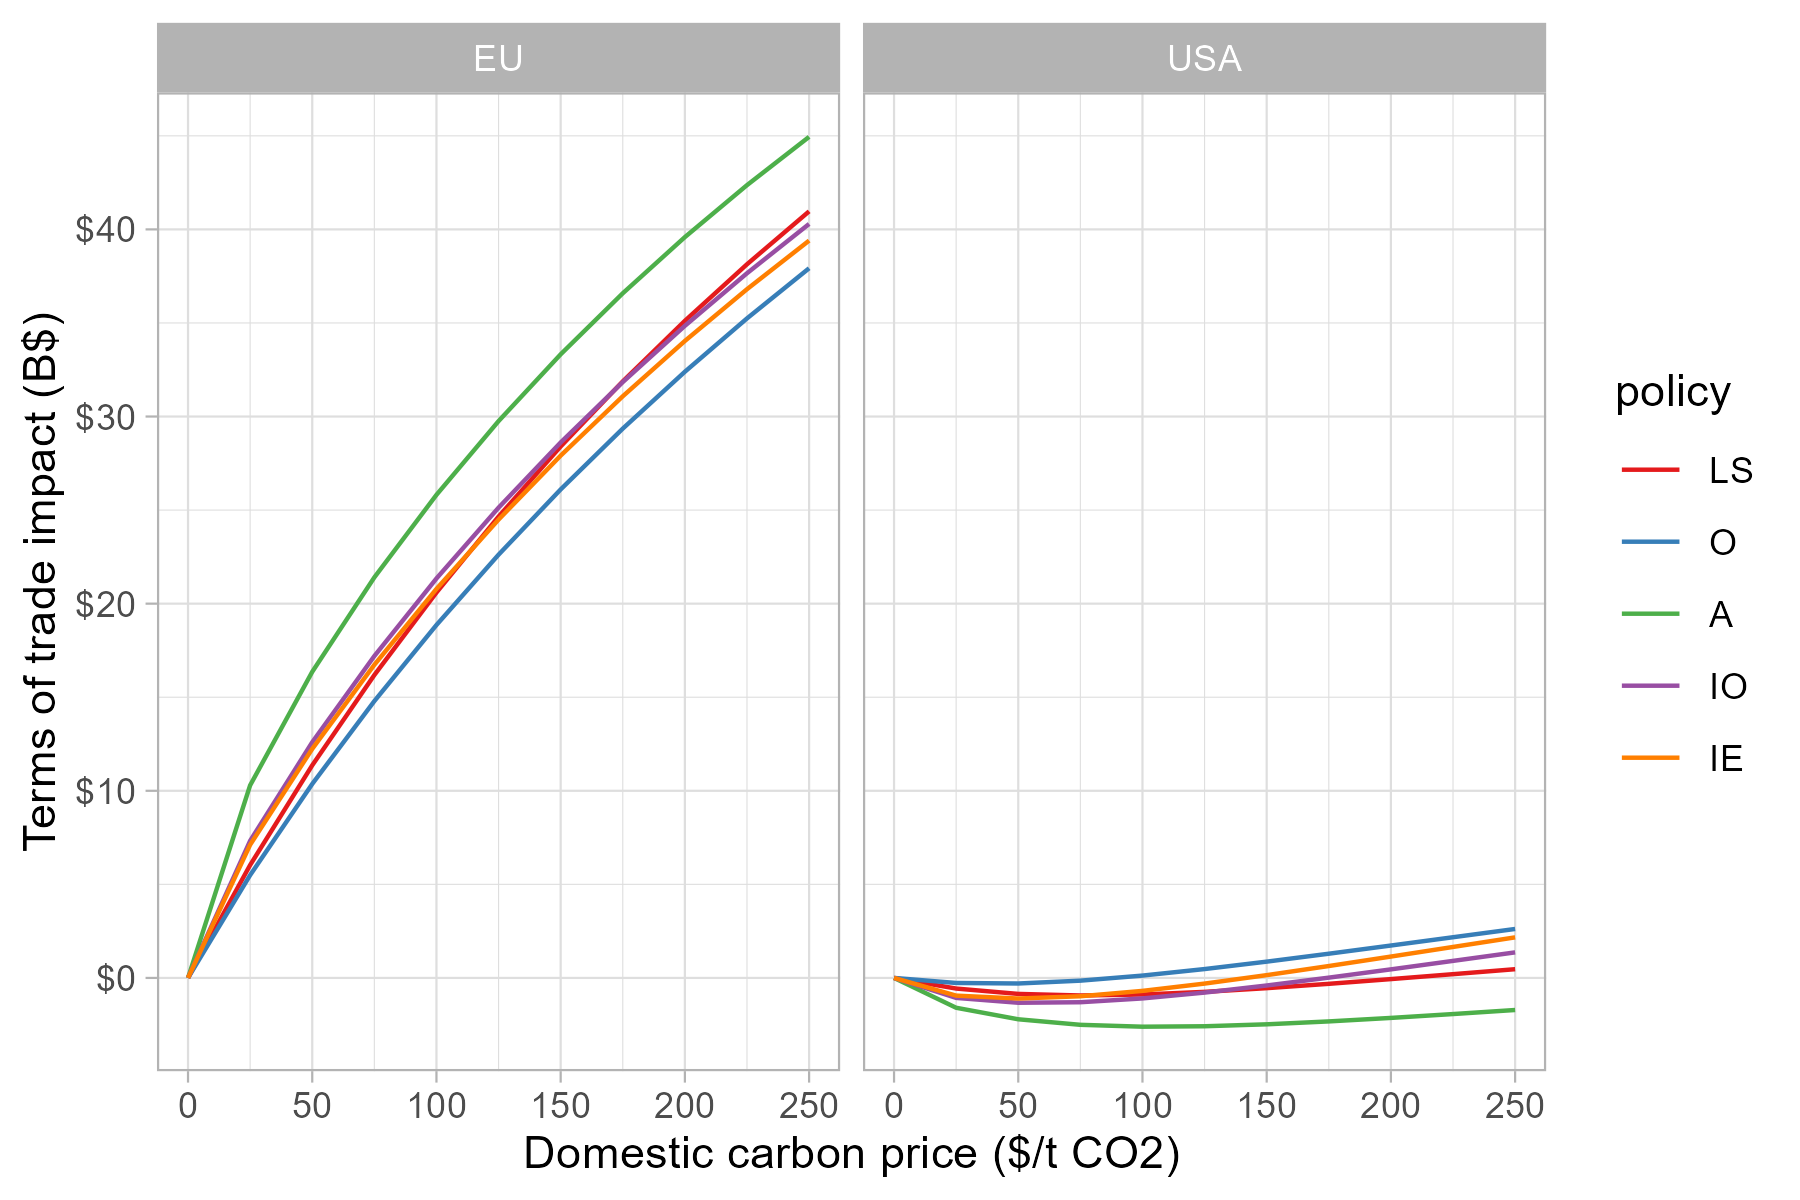 EU
USA
Terms of trade impact (B$)
$40
$30
$20
$10
$0
0 50 100 150 200 250
0 50 100 150 200 250
Domestic carbon price ($/t CO2)
policy
LS
O
A
IO
IE